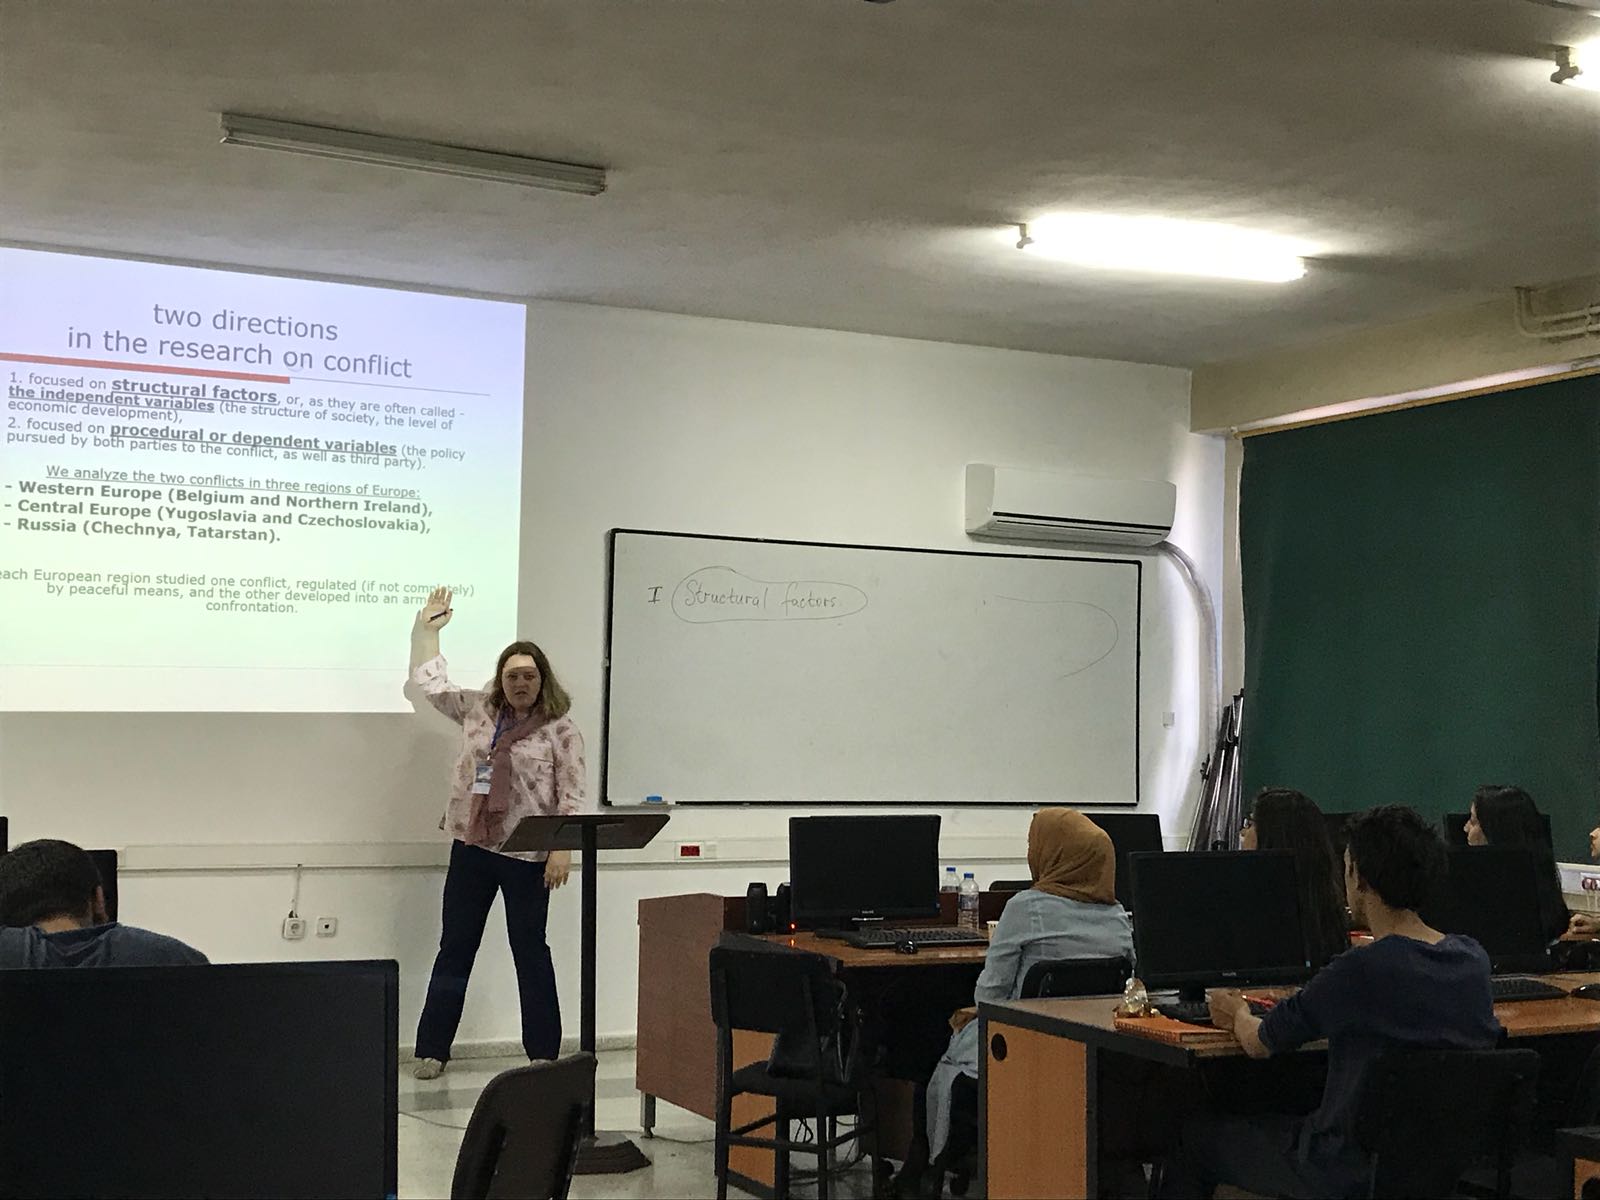 two directions
in the research on conflict
1. focused on structural factors, or, as they are often called -
the independent variables (the structure of society, the level of
economic development),
2. focused on procedural or dependent variables (the policy
pursued by both parties to the conflict, as well as third party).
We analyze the two conflicts in three regions of Europe:
- Western Europe (Belgium and Northern Ireland),
- Central Europe (Yugoslavia and Czechoslovakia),
- Russia (Chechnya, Tatarstan).
each European region studied one conflict, regulated (if not completely)
by peaceful means, and the other developed into an
confrontation.
I Structural factors